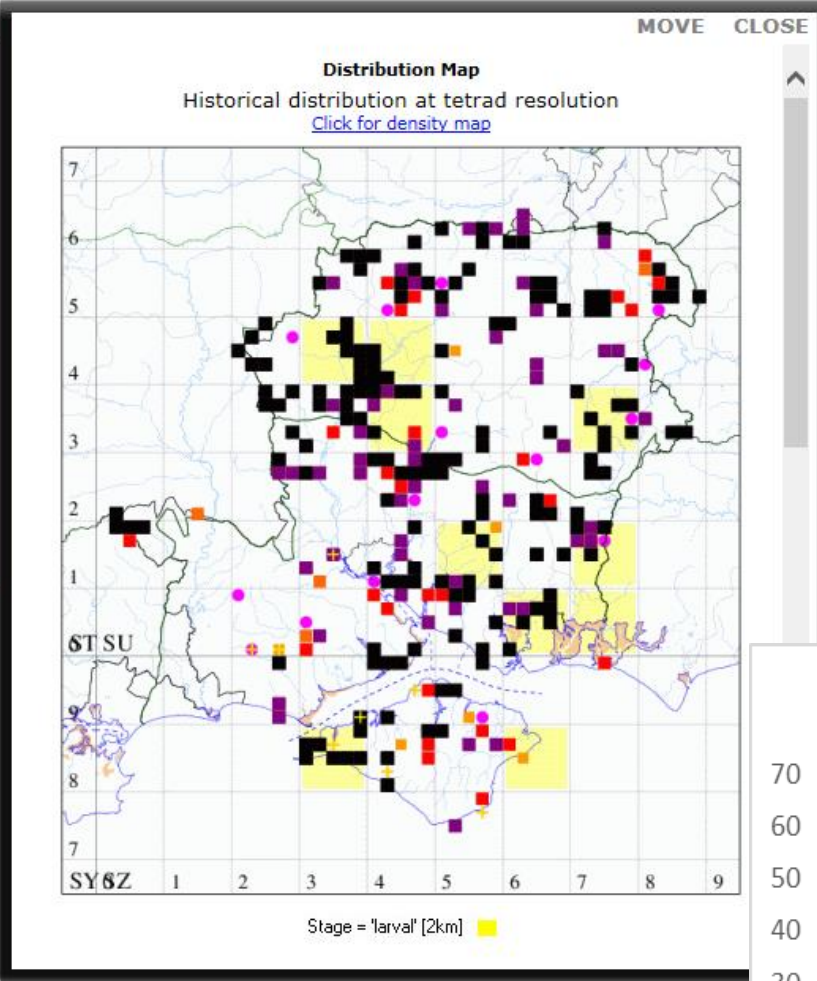 MOVE CLOSE
Distribution Map
Historical distribution at tetrad resolution
Click for density map
7
6
5
4
3
2
1
ST SU
9
8
7
SY SZ 1 2 3 4 5 6 7 8 9
Stage = 'larval' [2km]
70
60
50
40